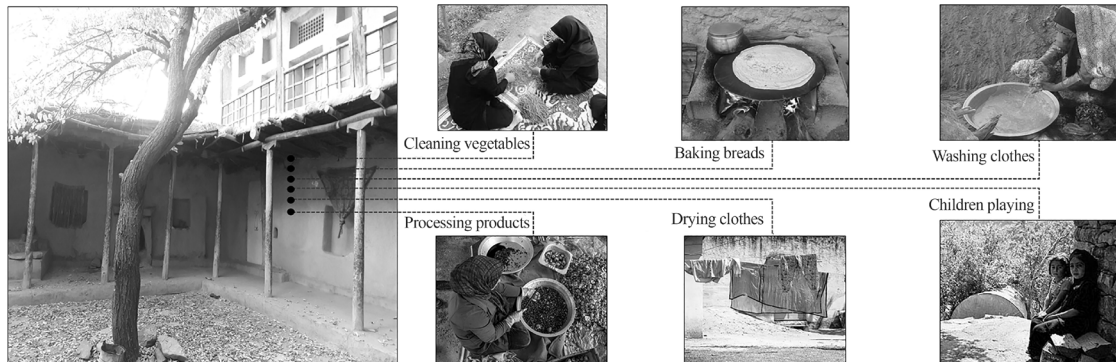 Cleaning vegetables
Baking breads
Washing clothes
Processing products
Drying clothes
Children playing